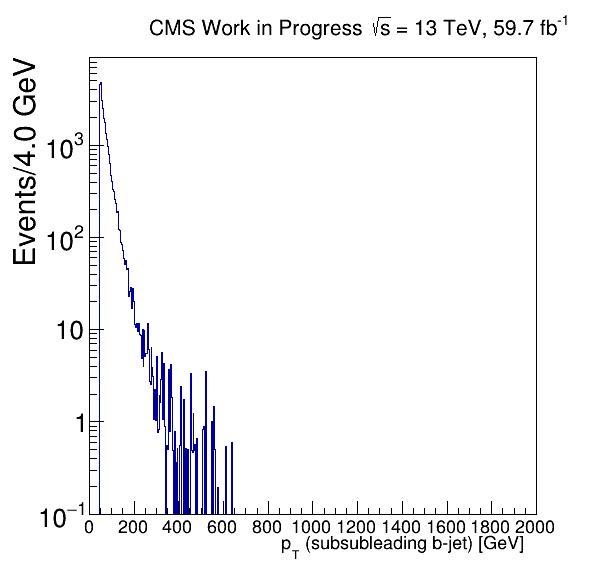 CMS Work in Progress √s = 13 TeV, 59.7 fb⁻¹
Events/4.0 GeV
10³
10²
10
1
10⁻¹
0 200 400 600 800 1000 1200 1400 1600 1800 2000
p_T (subsubleading b-jet) [GeV]